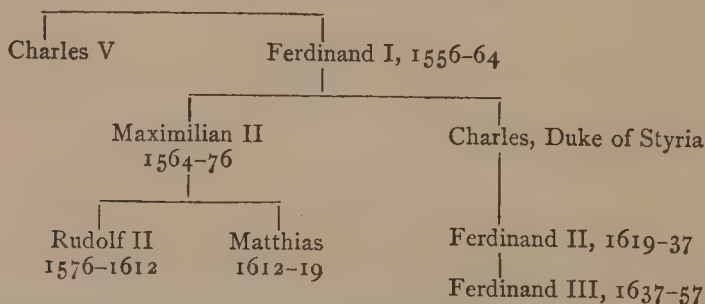 Charles V Ferdinand I, 1556–64
Maximilian II Charles, Duke of Styria
1564–76
Rudolf II Matthias Ferdinand II, 1619–37
1576–1612 1612–19
Ferdinand III, 1637–57